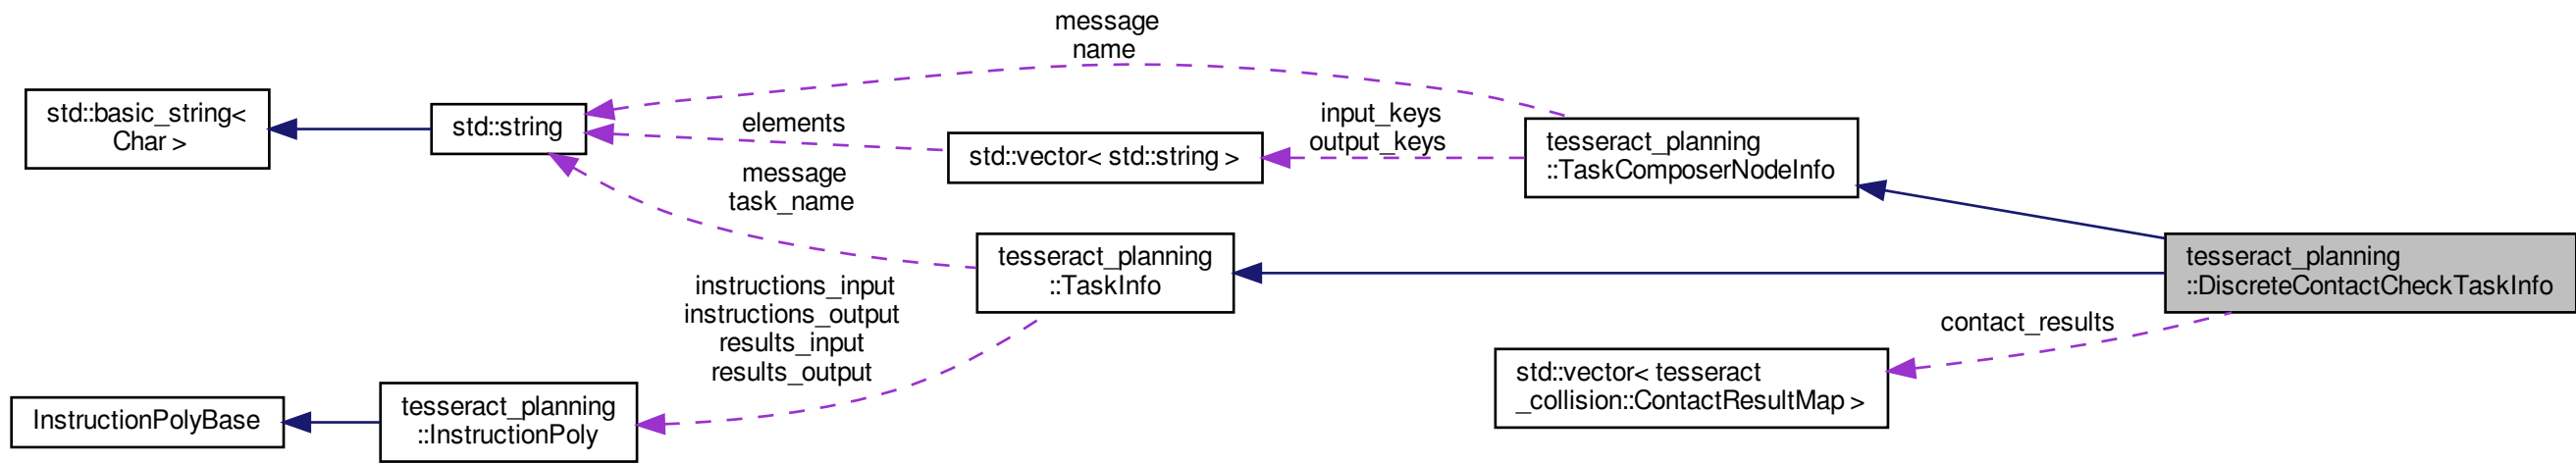 message
name
std::basic_string<
Char >
std::string
elements
std::vector< std::string >
input_keys
output_keys
tesseract_planning
::TaskComposerNodeInfo
message
task_name
tesseract_planning
::TaskInfo
tesseract_planning
::DiscreteContactCheckTaskInfo
instructions_input
instructions_output
results_input
results_output
contact_results
std::vector< tesseract
_collision::ContactResultMap >
InstructionPolyBase
tesseract_planning
::InstructionPoly